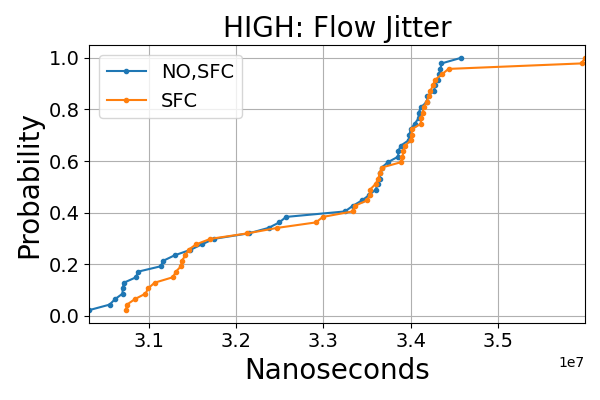 HIGH: Flow Jitter
NO,SFC
SFC
Probability
1.0
0.8
0.6
0.4
0.2
0.0
3.1 3.2 3.3 3.4 3.5
1e7
Nanoseconds